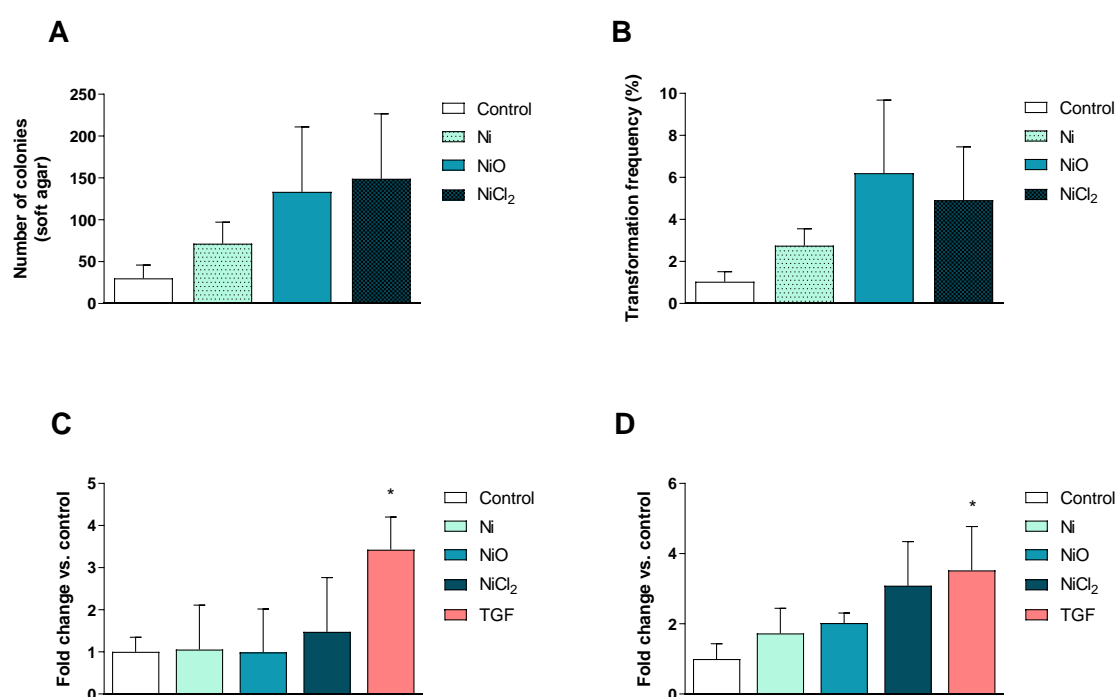 A
Number of colonies
(soft agar)
250
200
150
100
50
0
Control
Ni
NiO
NiCl₂
B
Transformation frequency (%)
10
8
6
4
2
0
Control
Ni
NiO
NiCl₂
C
Fold change vs. control
5
4
3
2
1
0
*
Control
Ni
NiO
NiCl₂
TGF
D
Fold change vs. control
6
4
2
0
*
Control
Ni
NiO
NiCl₂
TGF